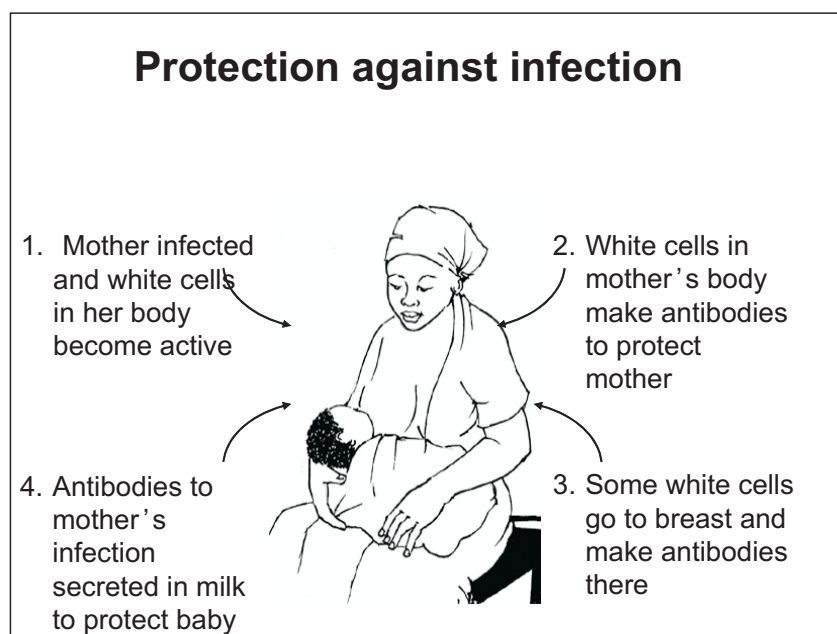 Protection against infection
1. Mother infected
and white cells
in her body
become active
2. White cells in
mother's body
make antibodies
to protect
mother
3. Some white cells
go to breast and
make antibodies
there
4. Antibodies to
mother's
infection
secreted in milk
to protect baby